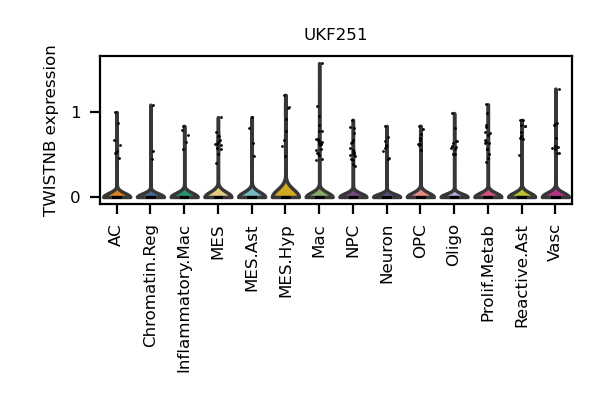 UKF251
TWISTNB expression
1
0
AC
Chromatin.Reg
Inflammatory.Mac
MES
MES.Ast
MES.Hyp
Mac
NPC
Neuron
OPC
Oligo
Prolif.Metab
Reactive.Ast
Vasc